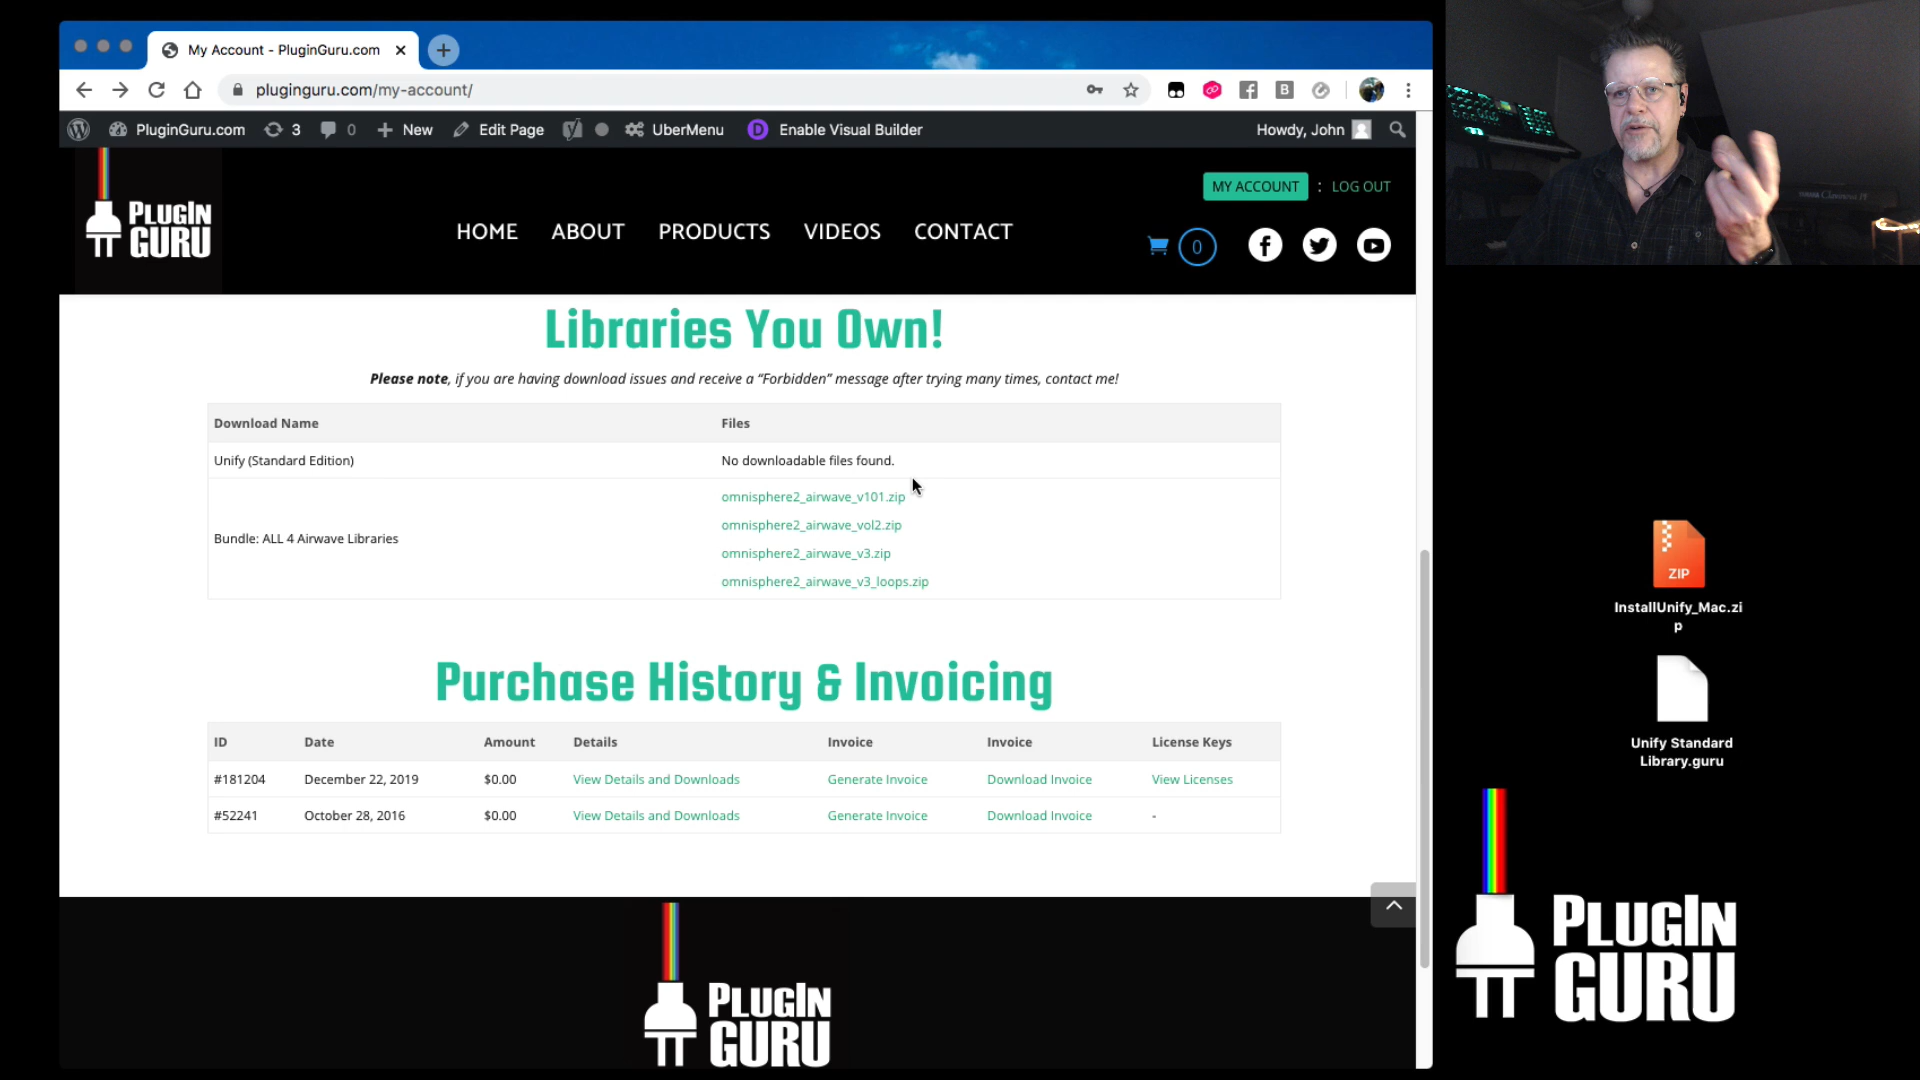 My Account - PluginGuru.com
pluginguru.com/my-account/
PluginGuru.com 3 0 New Edit Page UberMenu D Enable Visual Builder Howdy, John
MY ACCOUNT : LOG OUT
PLUGIN
GURU
HOME ABOUT PRODUCTS VIDEOS CONTACT
0
Libraries You Own!
Please note, if you are having download issues and receive a “Forbidden” message after trying many times, contact me!
Download Name Files
Unify (Standard Edition) No downloadable files found.
Bundle: ALL 4 Airwave Libraries
omnisphere2_airwave_v101.zip
omnisphere2_airwave_vol2.zip
omnisphere2_airwave_v3.zip
omnisphere2_airwave_v3_loops.zip
Purchase History & Invoicing
ID Date Amount Details Invoice Invoice License Keys
#181204 December 22, 2019 $0.00 View Details and Downloads Generate Invoice Download Invoice View Licenses
#52241 October 28, 2016 $0.00 View Details and Downloads Generate Invoice Download Invoice -
PLUGIN
GURU
ZIP
InstallUnify_Mac.zi
p
Unify Standard
Library.guru
PLUGIN
GURU